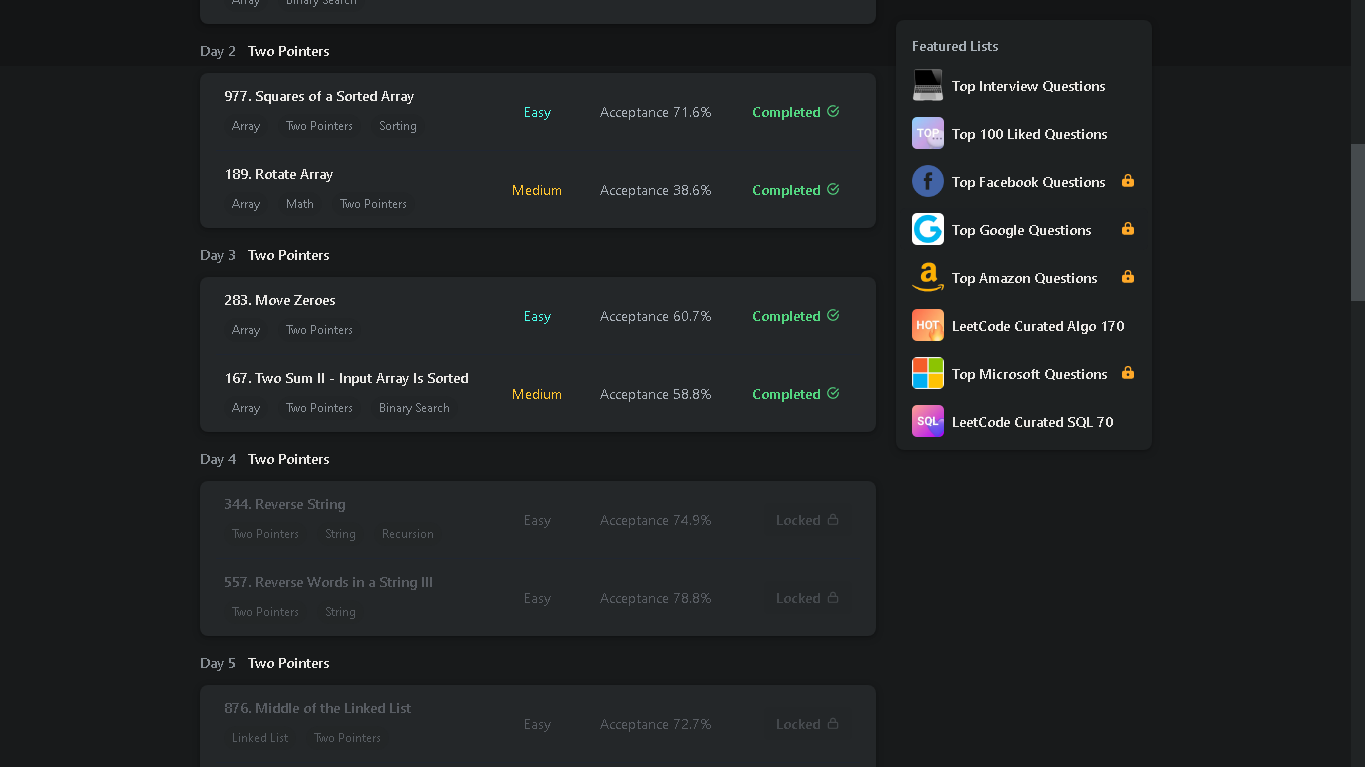 Array Binary Search
Day 2 Two Pointers
977. Squares of a Sorted Array
Easy Acceptance 71.6% Completed
Array Two Pointers Sorting
189. Rotate Array
Medium Acceptance 38.6% Completed
Array Math Two Pointers
Day 3 Two Pointers
283. Move Zeroes
Easy Acceptance 60.7% Completed
Array Two Pointers
167. Two Sum II - Input Array Is Sorted
Medium Acceptance 58.8% Completed
Array Two Pointers Binary Search
Day 4 Two Pointers
344. Reverse String
Easy Acceptance 74.9% Locked
Two Pointers String Recursion
557. Reverse Words in a String III
Easy Acceptance 78.8% Locked
Two Pointers String
Day 5 Two Pointers
876. Middle of the Linked List
Easy Acceptance 72.7% Locked
Linked List Two Pointers
Featured Lists
Top Interview Questions
TOP Top 100 Liked Questions
f Top Facebook Questions
G Top Google Questions
a Top Amazon Questions
HOT LeetCode Curated Algo 170
Top Microsoft Questions
SQL LeetCode Curated SQL 70